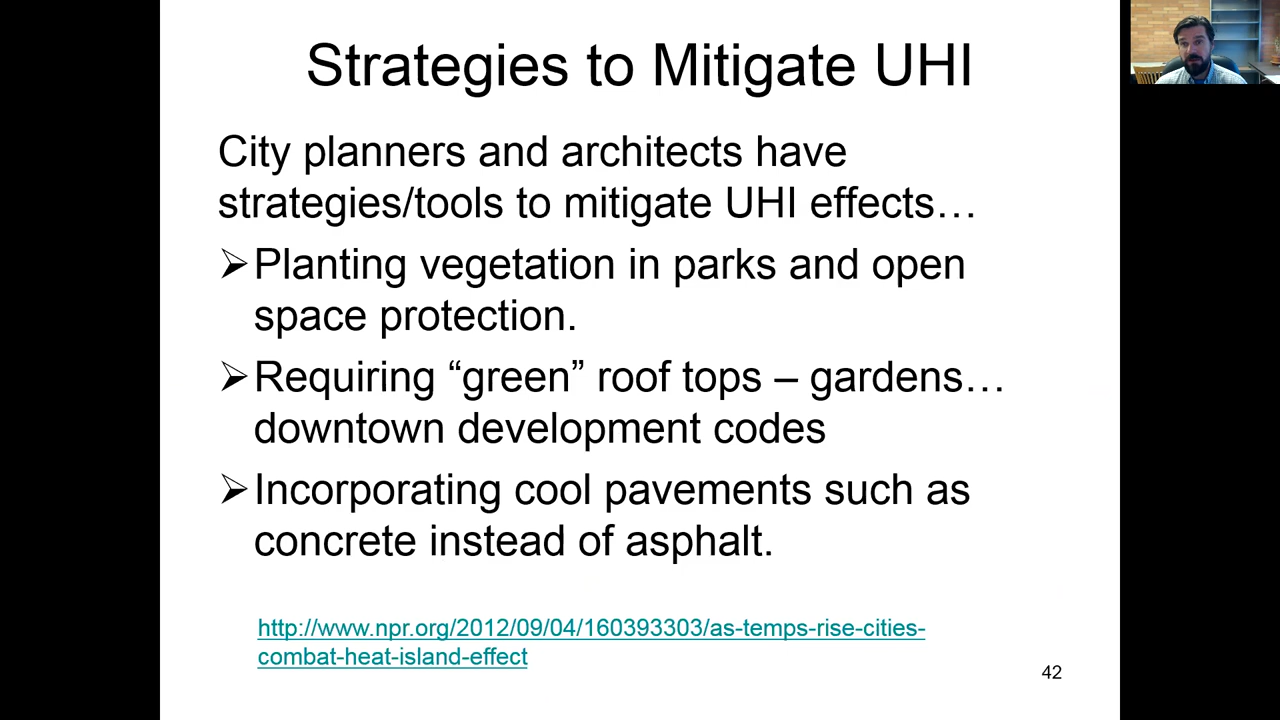 Strategies to Mitigate UHI
City planners and architects have
strategies/tools to mitigate UHI effects…
➢Planting vegetation in parks and open
space protection.
➢Requiring “green” roof tops – gardens…
downtown development codes
➢Incorporating cool pavements such as
concrete instead of asphalt.
http://www.npr.org/2012/09/04/160393303/as-temps-rise-cities-
combat-heat-island-effect
42